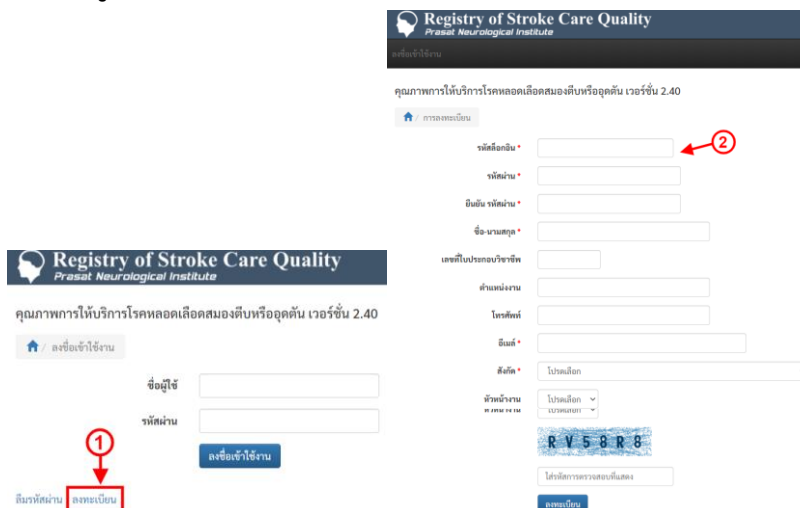 Registry of Stroke Care Quality
Prasat Neurological Institute
คุณภาพการให้บริการโรคหลอดเลือดสมองตีบหรืออุดตัน เวอร์ชั่น 2.40
/ ลงชื่อเข้าใช้งาน
ชื่อผู้ใช้
รหัสผ่าน
1
ลงชื่อเข้าใช้งาน
ลืมรหัสผ่าน ลงทะเบียน
Registry of Stroke Care Quality
Prasat Neurological Institute
ลงชื่อเข้าใช้งาน
คุณภาพการให้บริการโรคหลอดเลือดสมองตีบหรืออุดตัน เวอร์ชั่น 2.40
/ การลงทะเบียน
รหัสล็อกอิน *
2
รหัสผ่าน *
ยืนยัน รหัสผ่าน *
ชื่อ-นามสกุล *
เลขที่ใบประกอบวิชาชีพ
ตำแหน่งงาน
โทรศัพท์
อีเมล์ *
สังกัด * โปรดเลือก
หัวหน้างาน โปรดเลือก
R V 5 8 R 8
ใส่รหัสการตรวจสอบที่แสดง
ลงทะเบียน